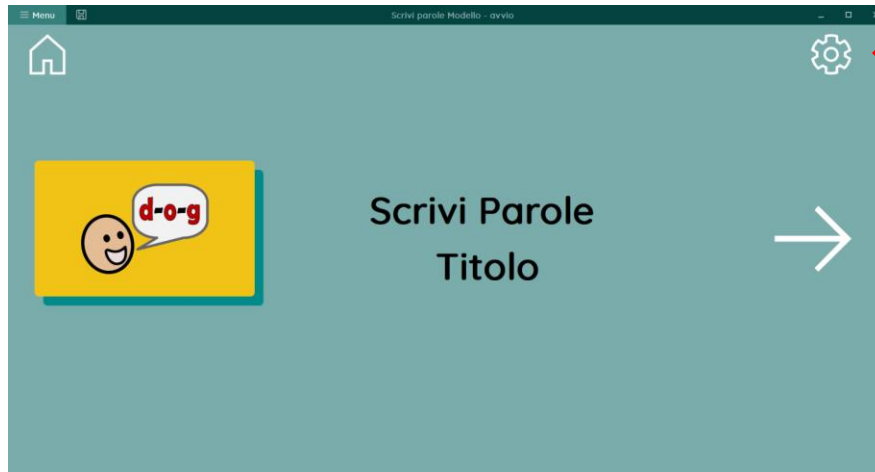 Menu
Scrivi parole Modello - avvio
d-o-g
Scrivi Parole
Titolo